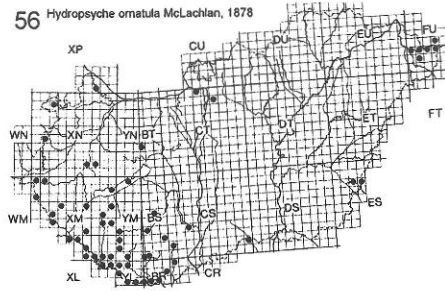 56 Hydropsyche ornatula McLachlan, 1878
XP CU DU EU FU
WN XN YN BT CT DT ET FT
WM XM YM BS CS DS ES
XL YL BR CR